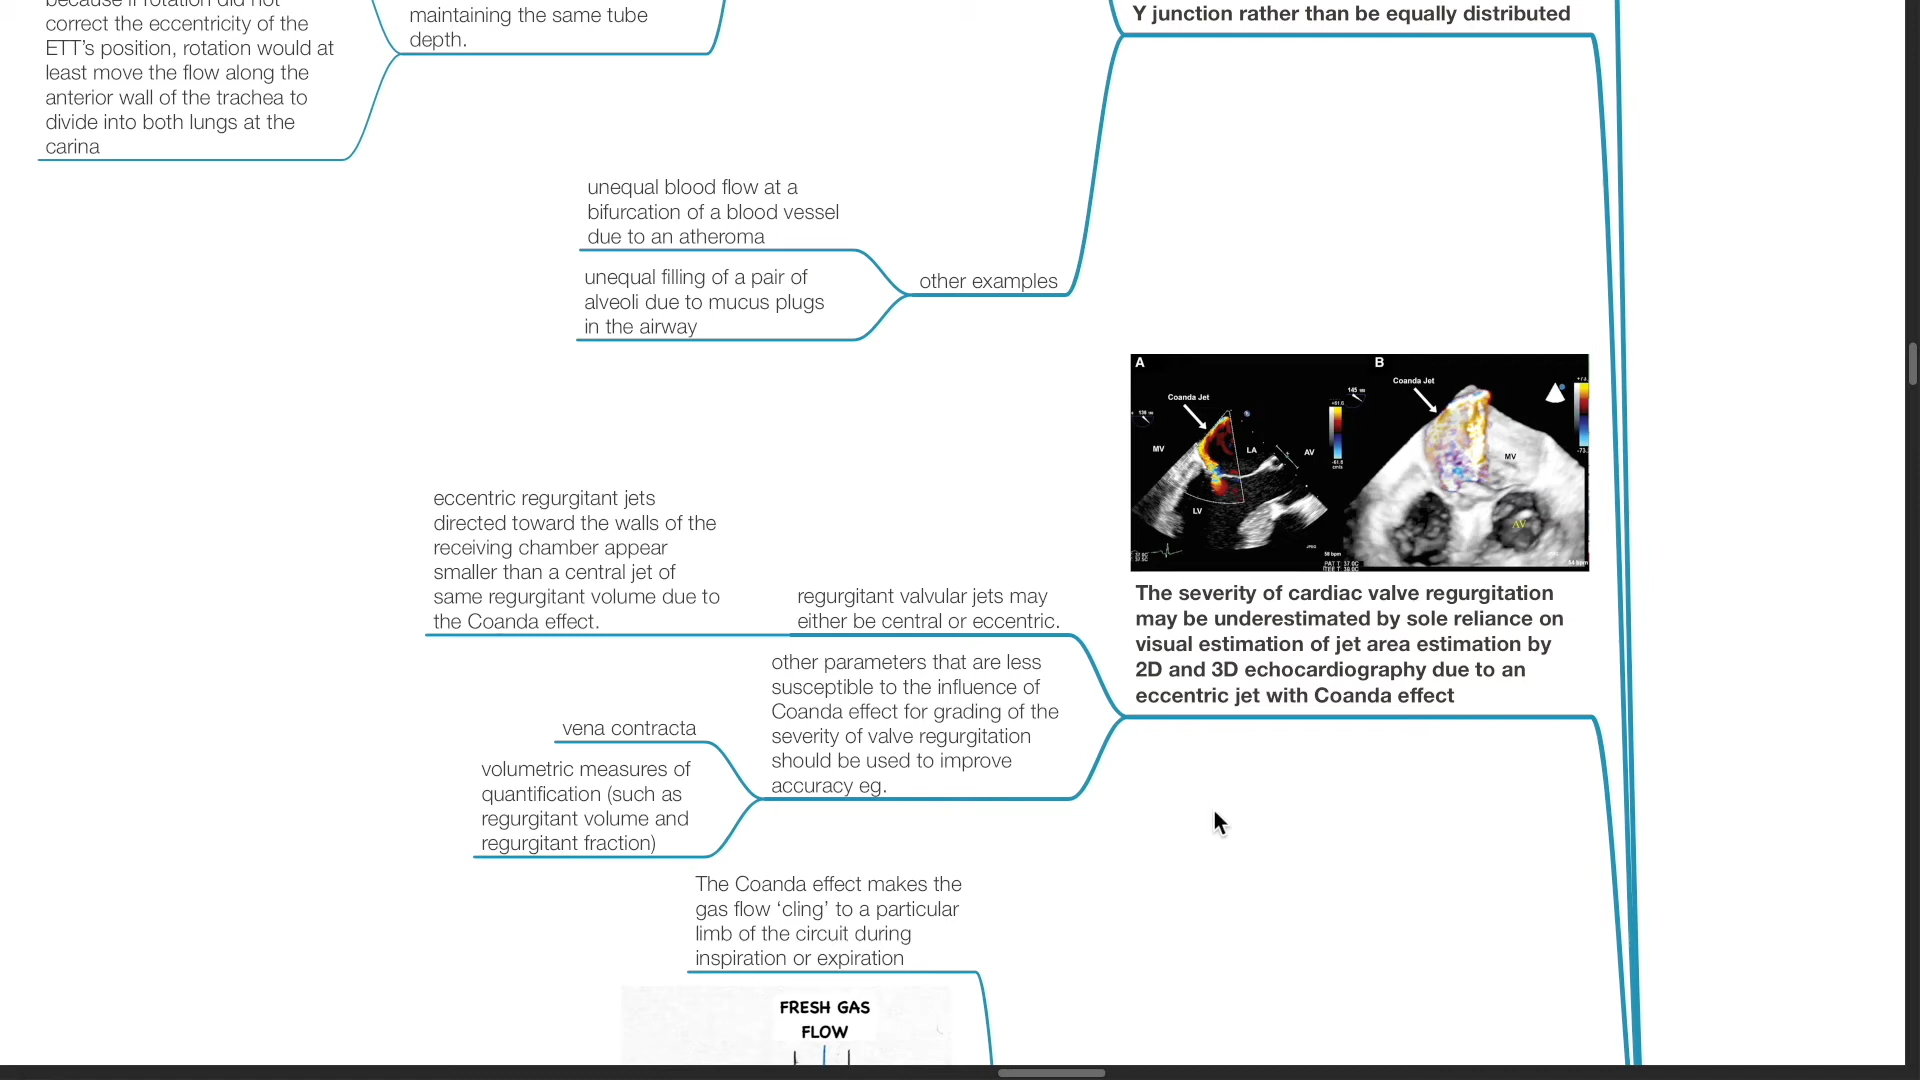 because if rotation did not
correct the eccentricity of the
ETT's position, rotation would at
least move the flow along the
anterior wall of the trachea to
divide into both lungs at the
carina
maintaining the same tube
depth.
Y junction rather than be equally distributed
unequal blood flow at a
bifurcation of a blood vessel
due to an atheroma
unequal filling of a pair of
alveoli due to mucus plugs
in the airway
other examples
A
Coanda Jet
MV
LA
AV
LV
B
Coanda Jet
MV
AV
The severity of cardiac valve regurgitation
may be underestimated by sole reliance on
visual estimation of jet area estimation by
2D and 3D echocardiography due to an
eccentric jet with Coanda effect
eccentric regurgitant jets
directed toward the walls of the
receiving chamber appear
smaller than a central jet of
same regurgitant volume due to
the Coanda effect.
regurgitant valvular jets may
either be central or eccentric.
other parameters that are less
susceptible to the influence of
Coanda effect for grading of the
severity of valve regurgitation
should be used to improve
accuracy eg.
vena contracta
volumetric measures of
quantification (such as
regurgitant volume and
regurgitant fraction)
The Coanda effect makes the
gas flow ‘cling’ to a particular
limb of the circuit during
inspiration or expiration
FRESH GAS
FLOW